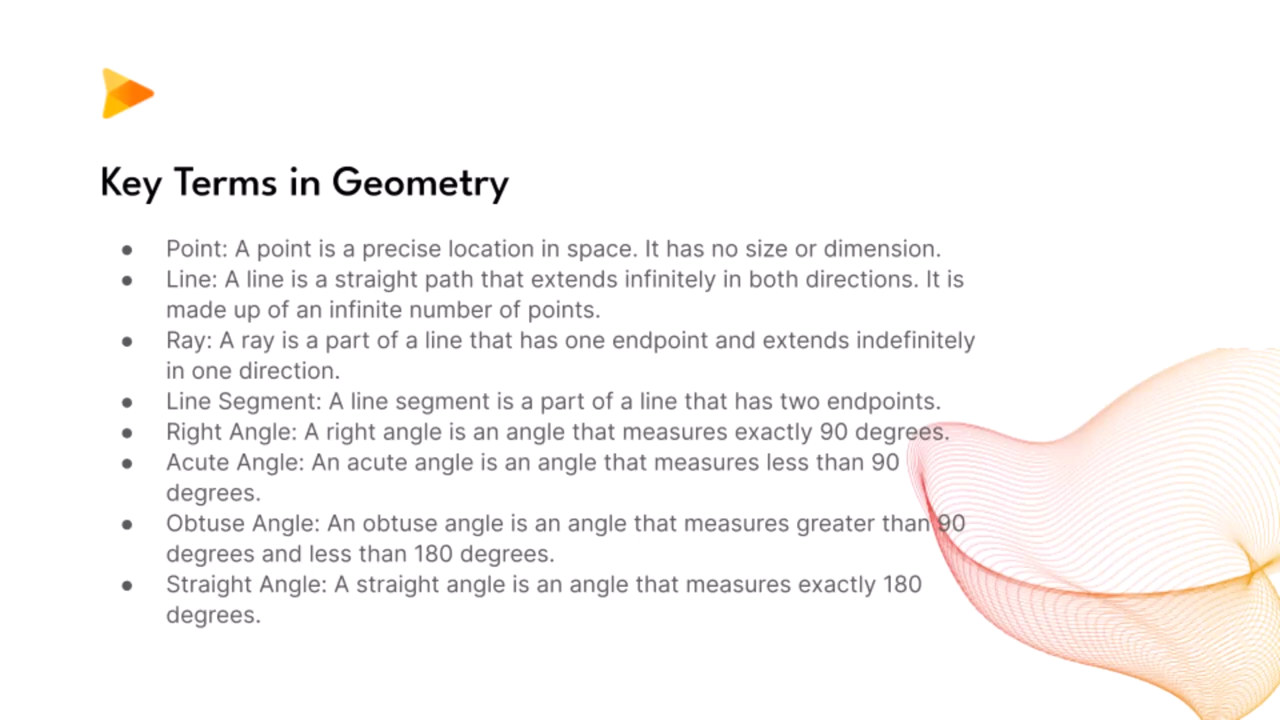 Key Terms in Geometry
● Point: A point is a precise location in space. It has no size or dimension.
● Line: A line is a straight path that extends infinitely in both directions. It is
made up of an infinite number of points.
● Ray: A ray is a part of a line that has one endpoint and extends indefinitely
in one direction.
● Line Segment: A line segment is a part of a line that has two endpoints.
● Right Angle: A right angle is an angle that measures exactly 90 degrees.
● Acute Angle: An acute angle is an angle that measures less than 90
degrees.
● Obtuse Angle: An obtuse angle is an angle that measures greater than 90
degrees and less than 180 degrees.
● Straight Angle: A straight angle is an angle that measures exactly 180
degrees.